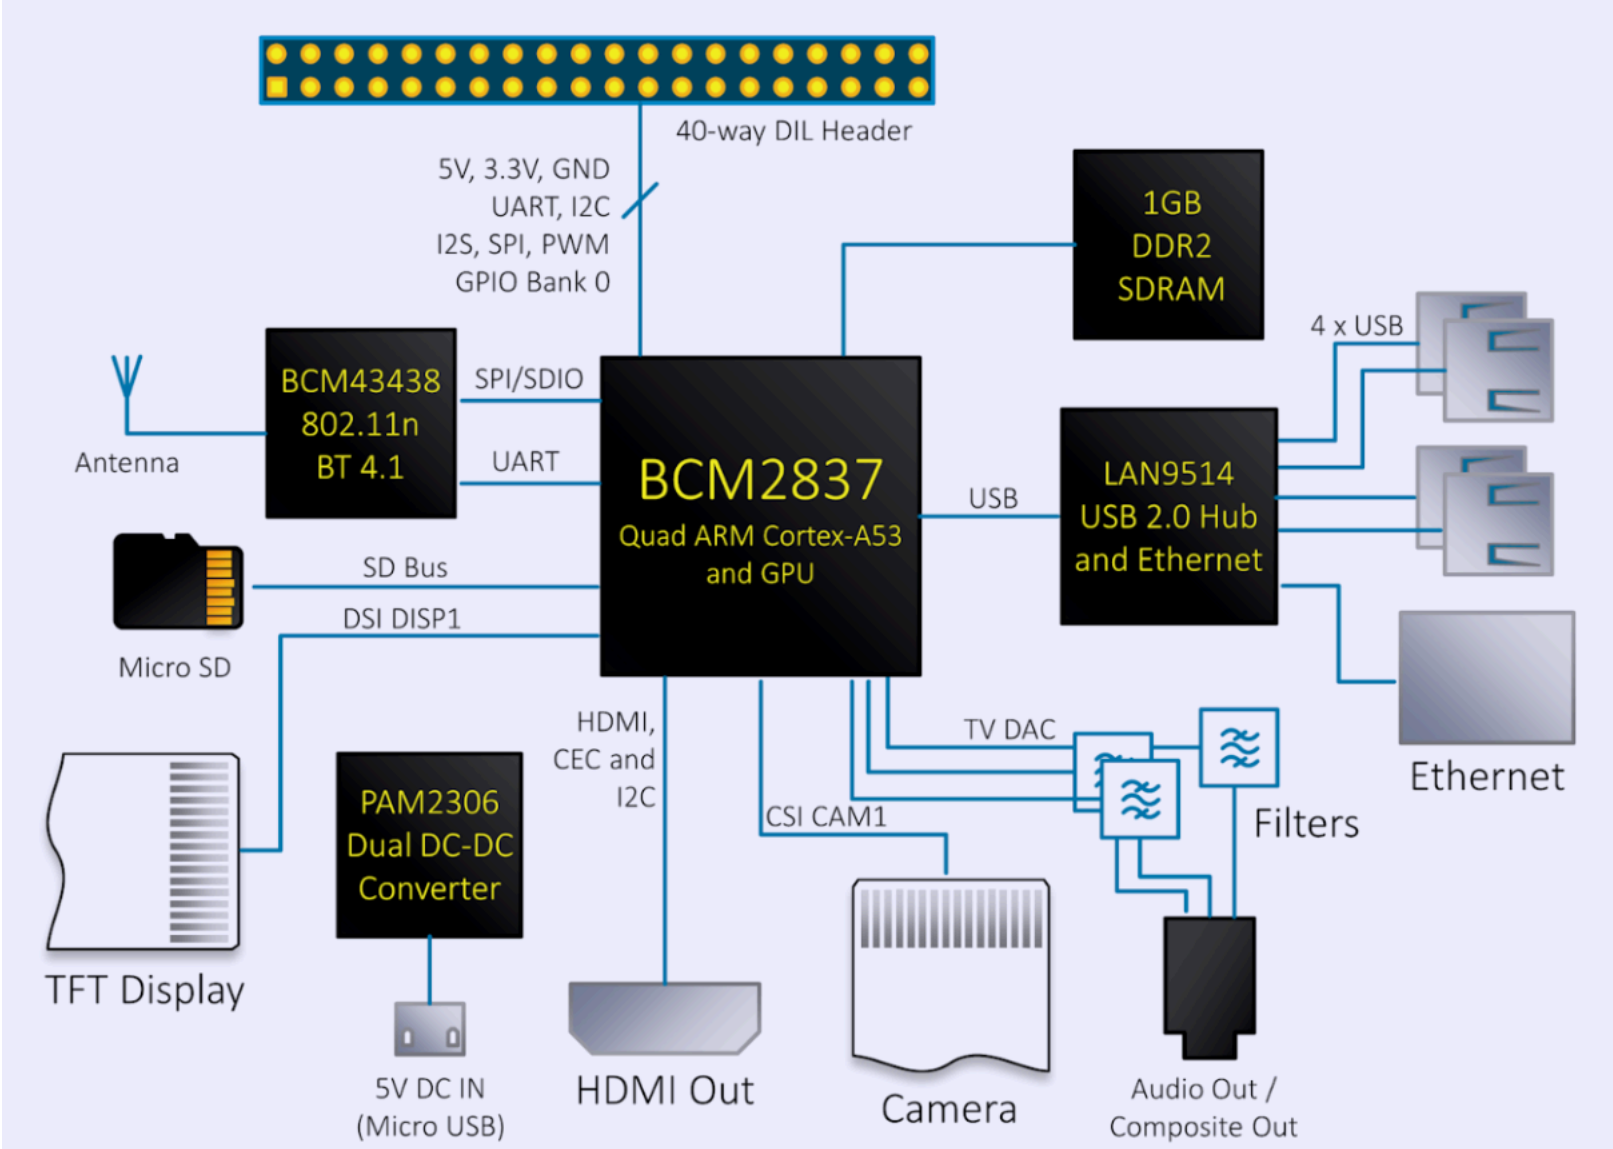 40-way DIL Header
5V, 3.3V, GND
UART, I2C
I2S, SPI, PWM
GPIO Bank 0
1GB
DDR2
SDRAM
4 x USB
BCM43438
802.11n
BT 4.1
SPI/SDIO
UART
Antenna
BCM2837
Quad ARM Cortex-A53
and GPU
USB
LAN9514
USB 2.0 Hub
and Ethernet
SD Bus
DSI DISP1
Micro SD
HDMI,
CEC and
I2C
TV DAC
CSI CAM1
Filters
Ethernet
PAM2306
Dual DC-DC
Converter
TFT Display
5V DC IN
(Micro USB)
HDMI Out
Camera
Audio Out /
Composite Out